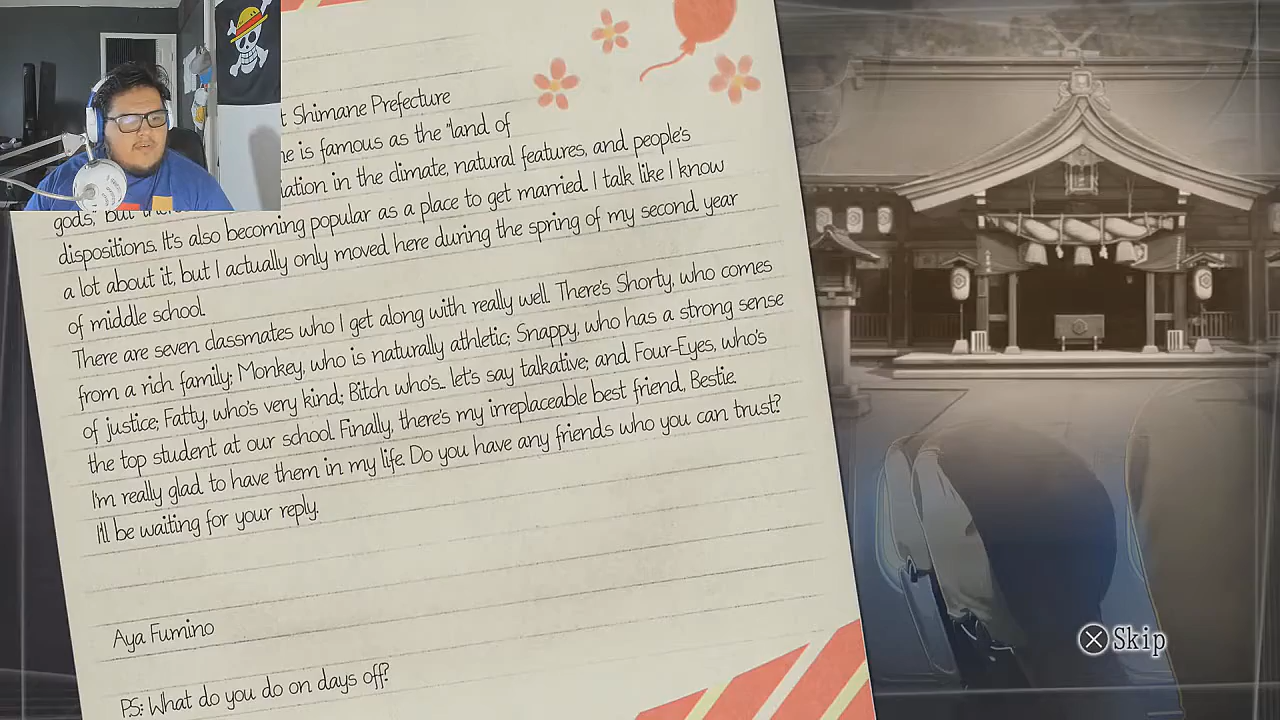 t Shimane Prefecture
ne is famous as the "land of
gods," but ation in the climate, natural features, and people's
dispositions. It's also becoming popular as a place to get married. I talk like I know
a lot about it, but I actually only moved here during the spring of my second year
of middle school.
There are seven classmates who I get along with really well. There's Shorty, who comes
from a rich family; Monkey, who is naturally athletic; Snappy, who has a strong sense
of justice; Fatty, who's very kind; Bitch who's... let's say talkative; and Four-Eyes, who's
the top student at our school. Finally, there's my irreplaceable best friend, Bestie.
I'm really glad to have them in my life. Do you have any friends who you can trust?
I'll be waiting for your reply.
Aya Fumino
P.S.: What do you do on days off?
Skip